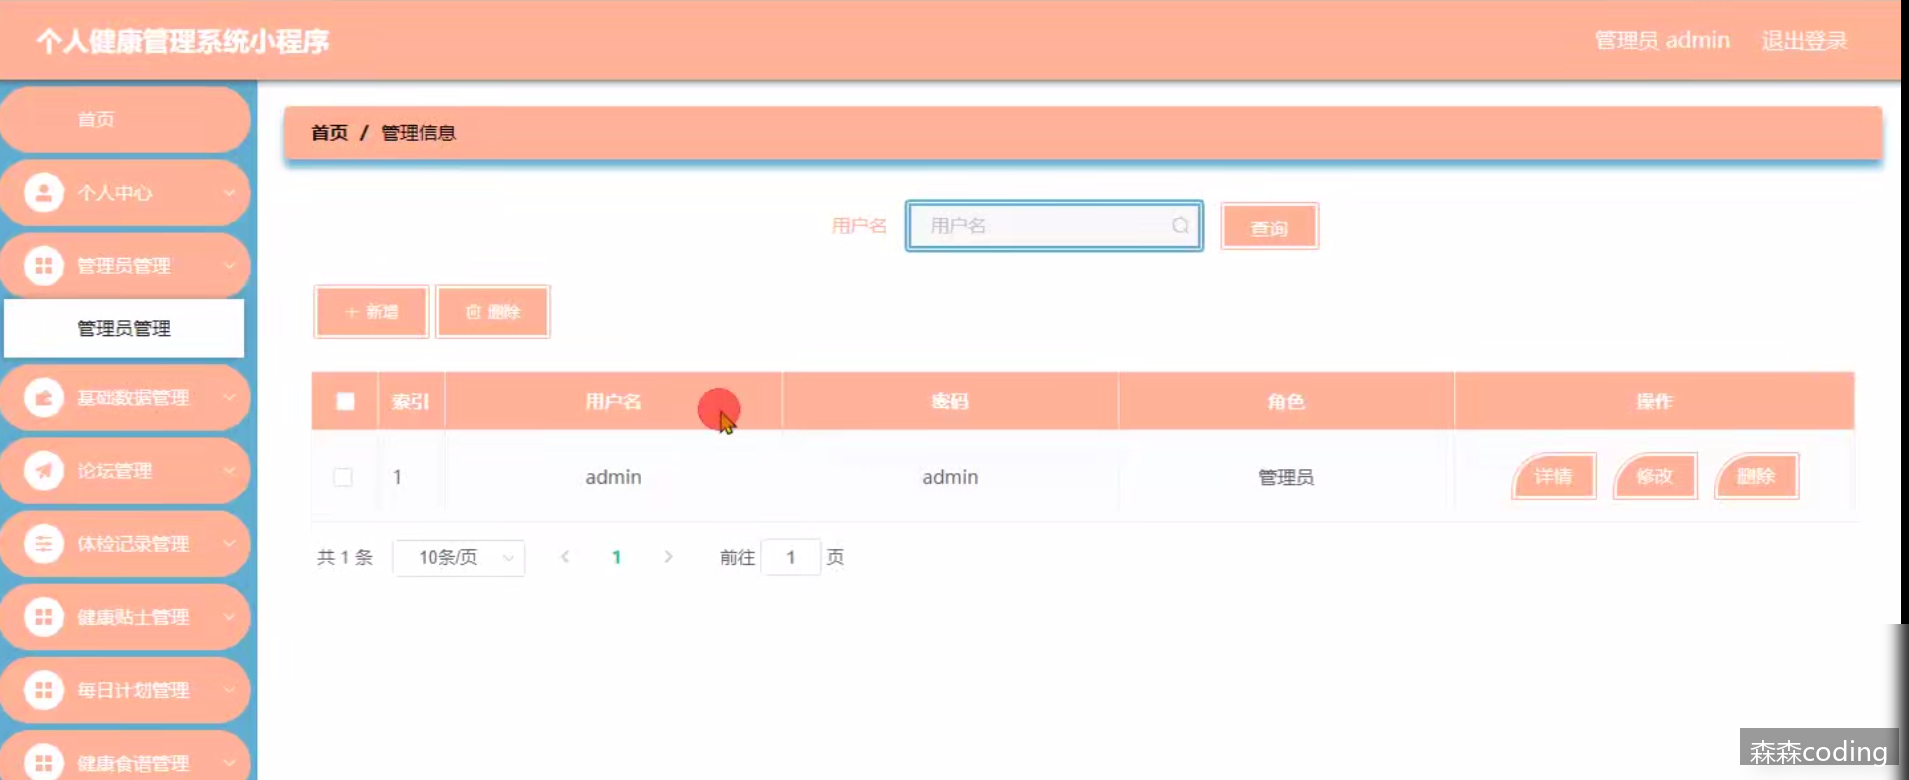 个人健康管理系统小程序
管理员 admin 退出登录
首页
个人中心
管理员管理
管理员管理
基础数据管理
论坛管理
体检记录管理
健康贴士管理
每日计划管理
健康食谱管理
首页 / 管理信息
用户名 用户名 查询
+ 新增 删除
索引 用户名 密码 角色 操作
1 admin admin 管理员 详情 修改 删除
共 1 条 10条/页 < 1 > 前往 1 页
森森coding